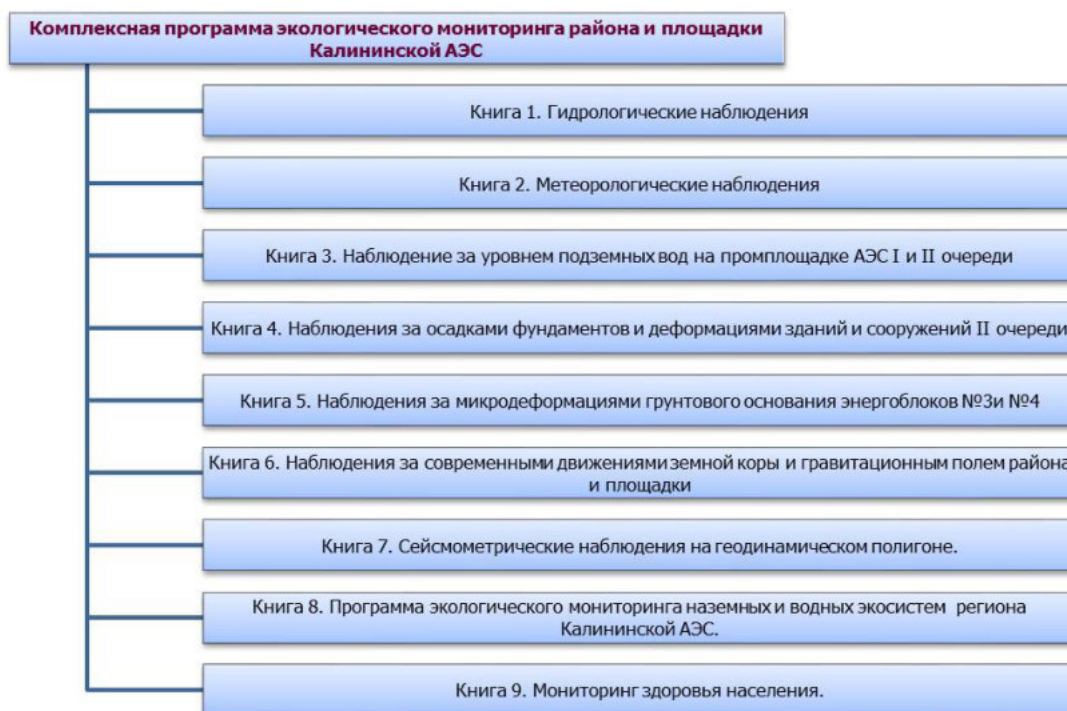 Комплексная программа экологического мониторинга района и площадки
Калининской АЭС
Книга 1. Гидрологические наблюдения
Книга 2. Метеорологические наблюдения
Книга 3. Наблюдение за уровнем подземных вод на промплощадке АЭС I и II очереди
Книга 4. Наблюдения за осадками фундаментов и деформациями зданий и сооружений II очереди
Книга 5. Наблюдения за микродеформациями грунтового основания энергоблоков №3и №4
Книга 6. Наблюдения за современными движениями земной коры и гравитационным полем района
и площадки
Книга 7. Сейсмометрические наблюдения на геодинамическом полигоне.
Книга 8. Программа экологического мониторинга наземных и водных экосистем региона
Калининской АЭС.
Книга 9. Мониторинг здоровья населения.